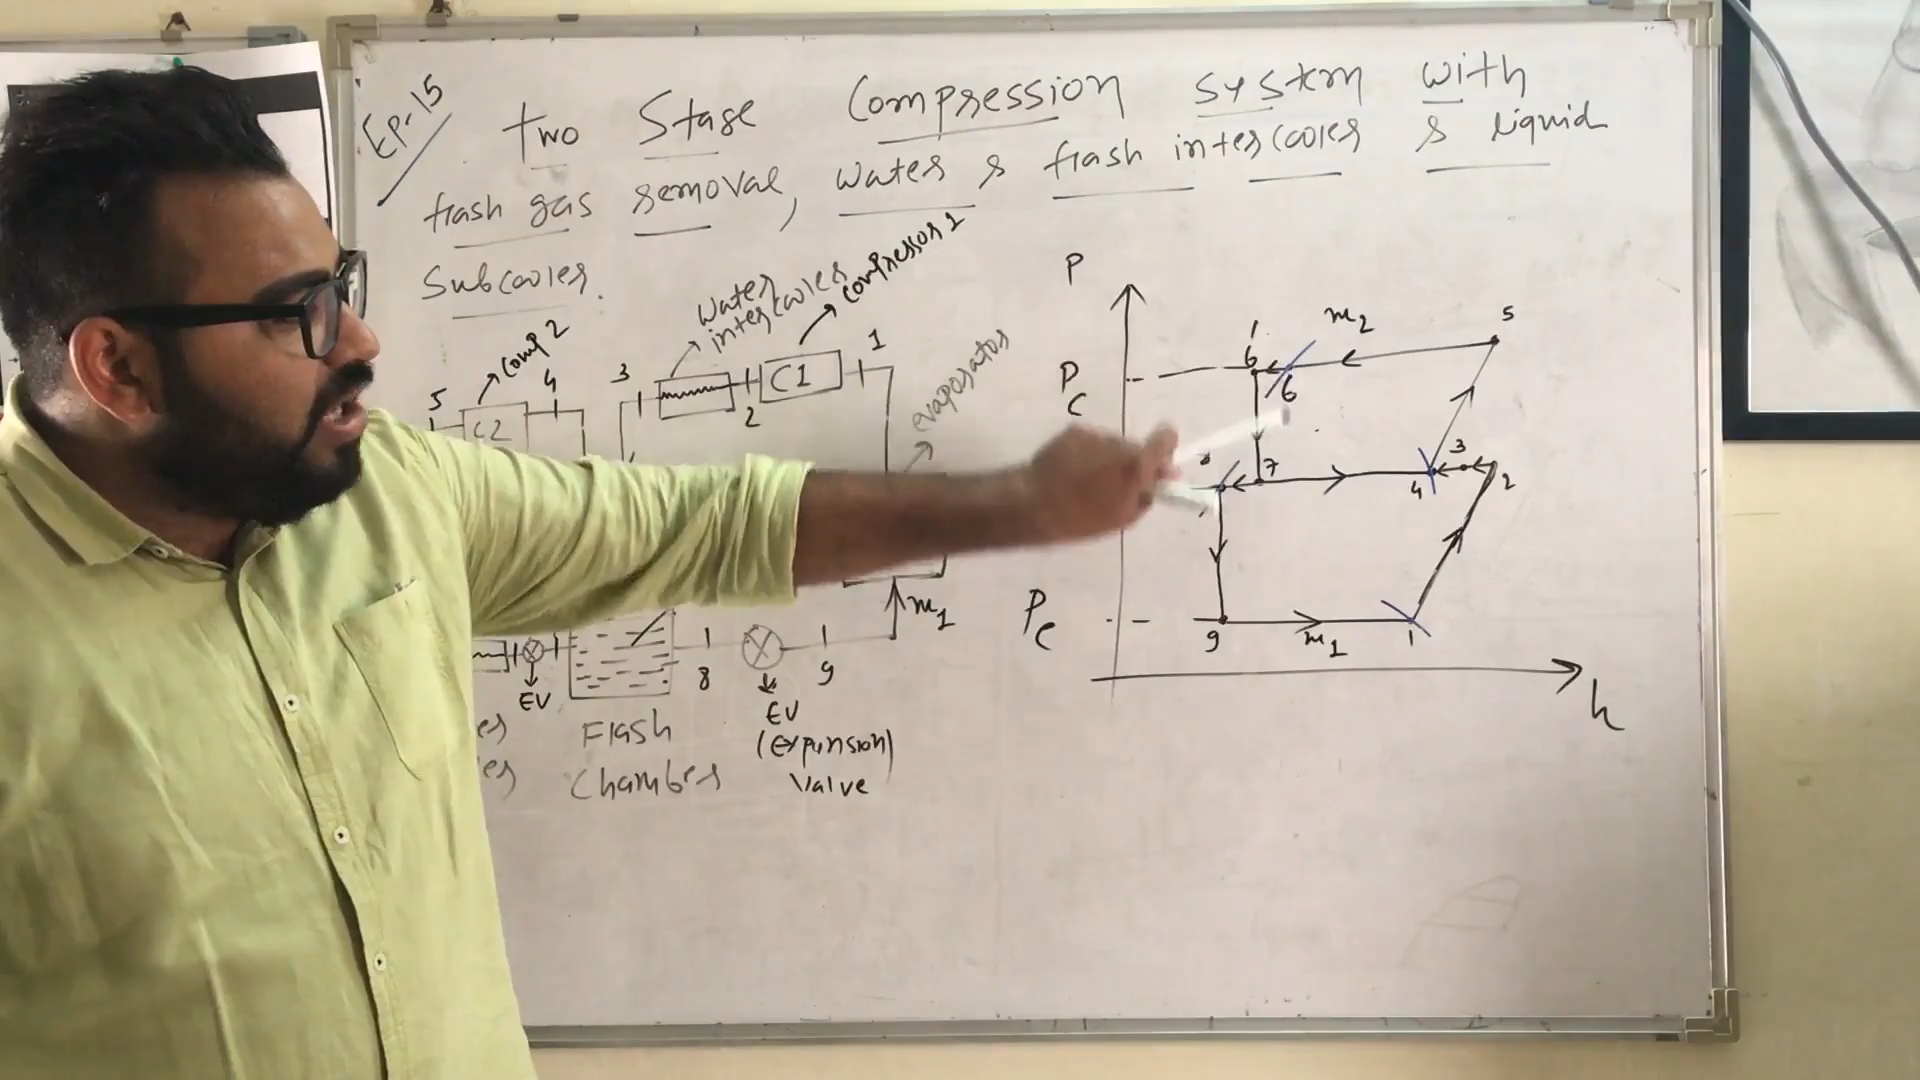 Ep-15
Two Stage Compression System with
flash gas removal, water & flash intercooler & liquid
Subcooler.
Water
intercooler
Compressor 1
Comp 2
evaporator
5
C2
4
3
2
C1
1
m1
EV
8
9
EV
(Expansion)
Valve
Flash
Chamber
P
Pc
Pe
h
6'
6
m2
5
7
4
3
2
9
m1
1